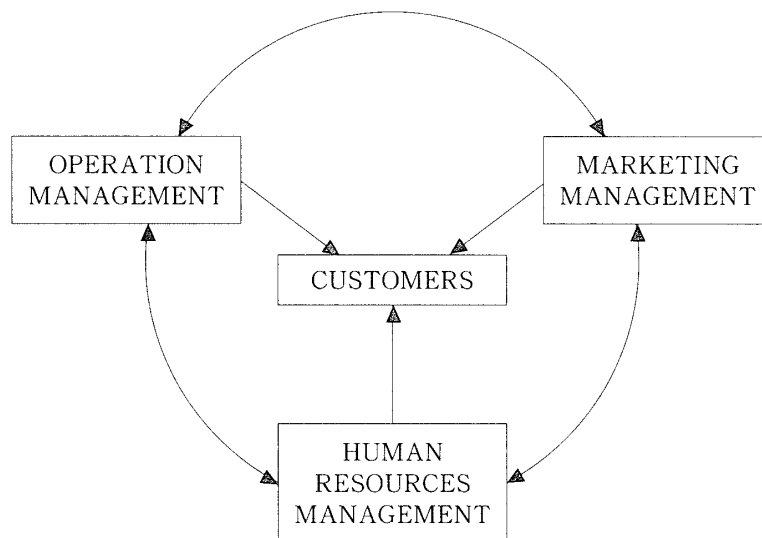 OPERATION
MANAGEMENT
MARKETING
MANAGEMENT
CUSTOMERS
HUMAN
RESOURCES
MANAGEMENT